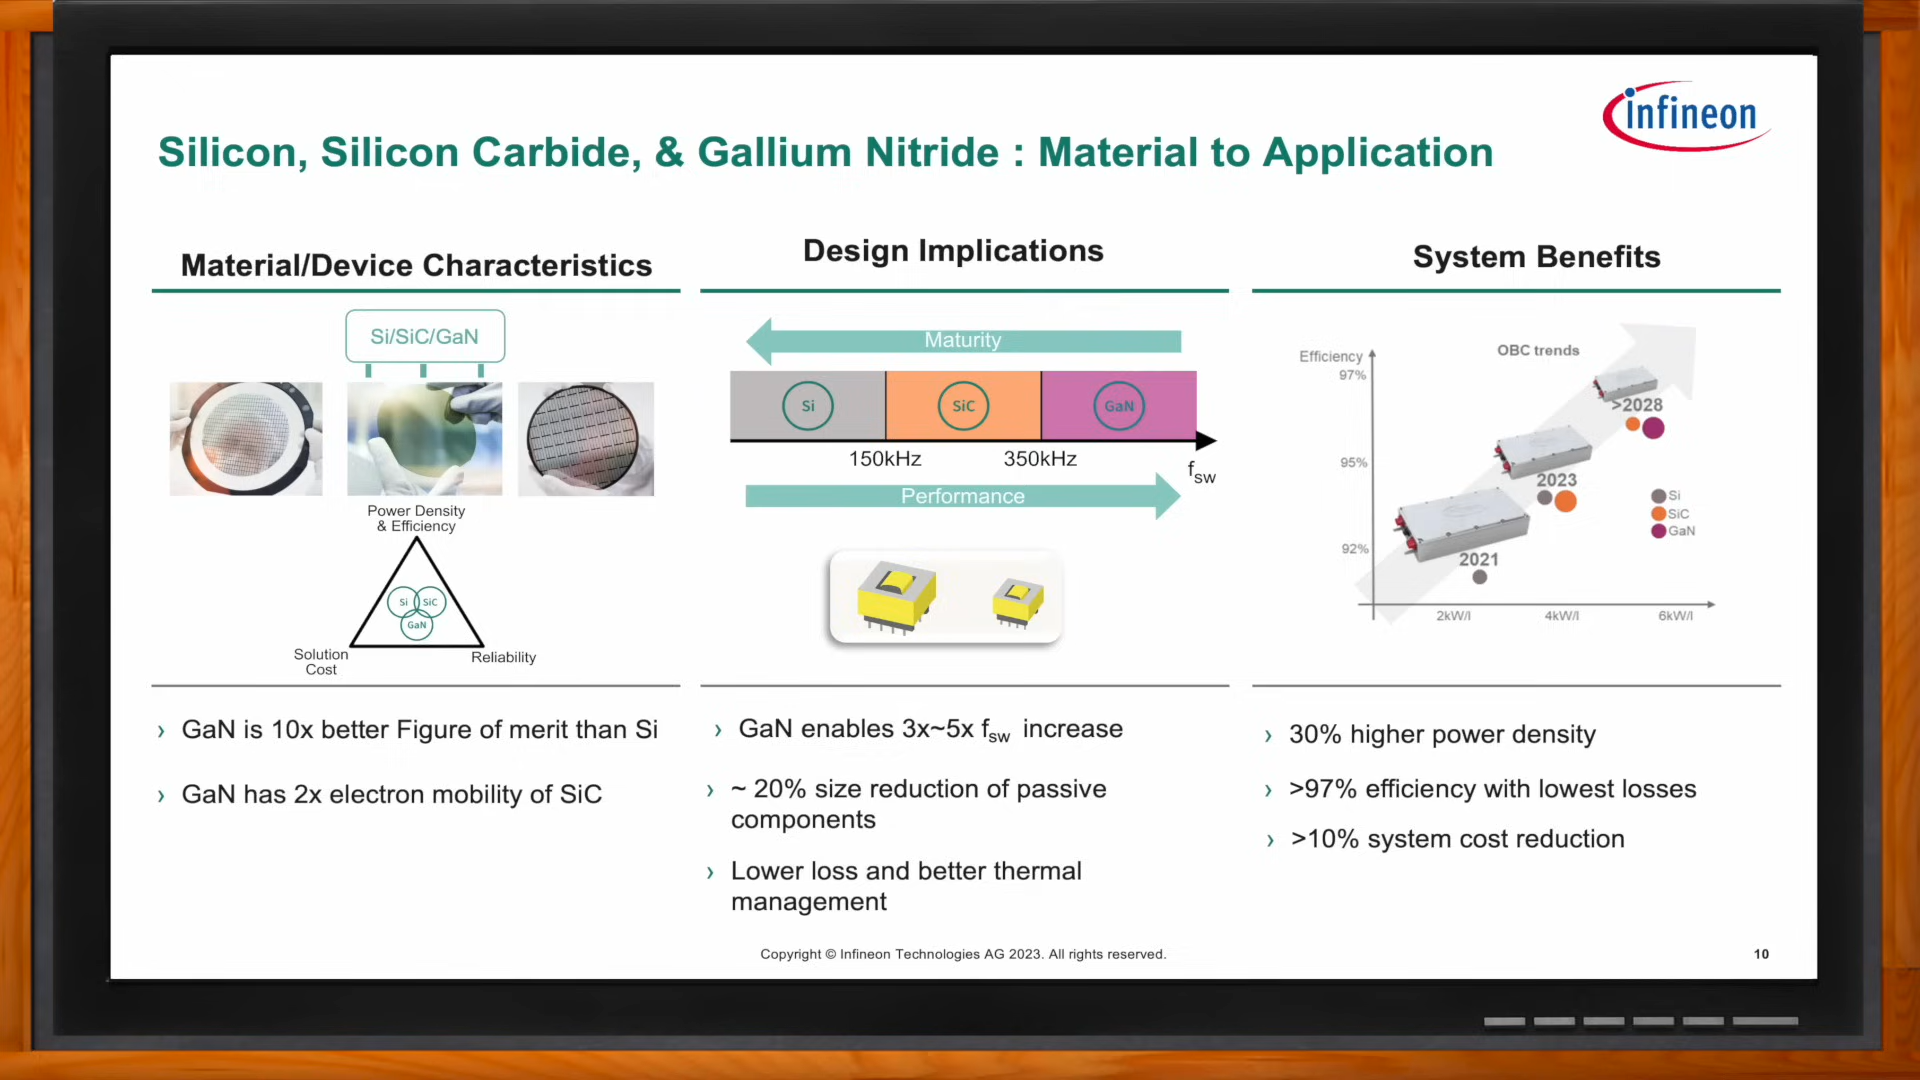 infineon
Silicon, Silicon Carbide, & Gallium Nitride : Material to Application
Material/Device Characteristics
Si/SiC/GaN
Power Density
& Efficiency
Si
SiC
GaN
Solution
Cost
Reliability
› GaN is 10x better Figure of merit than Si
› GaN has 2x electron mobility of SiC
Design Implications
Maturity
Si
SiC
GaN
150kHz
350kHz
fsw
Performance
› GaN enables 3x~5x fsw increase
› ~ 20% size reduction of passive
components
› Lower loss and better thermal
management
System Benefits
Efficiency
OBC trends
97%
>2028
95%
2023
Si
SiC
GaN
92%
2021
2kW/l
4kW/l
6kW/l
› 30% higher power density
› >97% efficiency with lowest losses
› >10% system cost reduction
Copyright © Infineon Technologies AG 2023. All rights reserved.
10